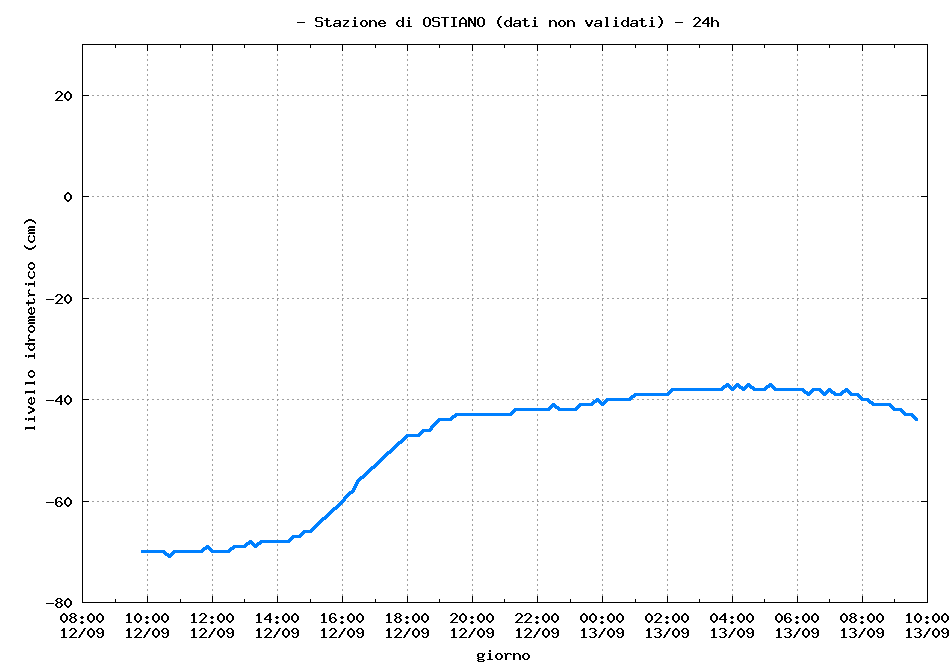 - Stazione di OSTIANO (dati non validati) - 24h
livello idrometrico (cm)
20
0
-20
-40
-60
-80
08:00 10:00 12:00 14:00 16:00 18:00 20:00 22:00 00:00 02:00 04:00 06:00 08:00 10:00
12/09 12/09 12/09 12/09 12/09 12/09 12/09 12/09 13/09 13/09 13/09 13/09 13/09 13/09
giorno